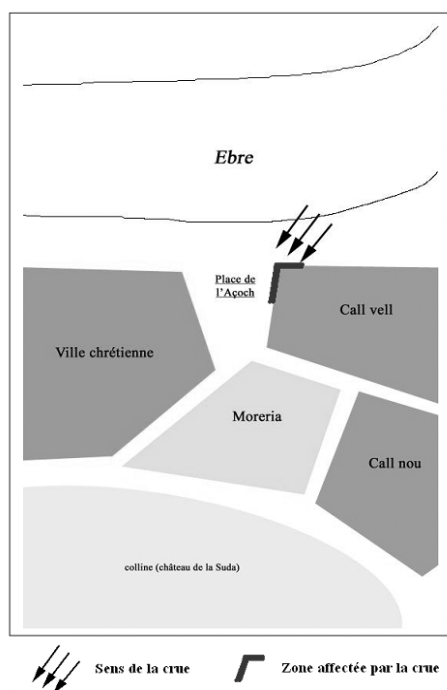 Ebre
Place de
l'Açoch
Call vell
Ville chrétienne
Moreria
Call nou
colline (château de la Suda)
Sens de la crue
Zone affectée par la crue